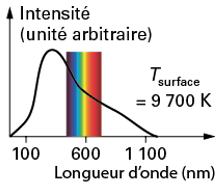 Intensité
(unité arbitraire)
Tsurface
= 9 700 K
100 600 1 100
Longueur d'onde (nm)